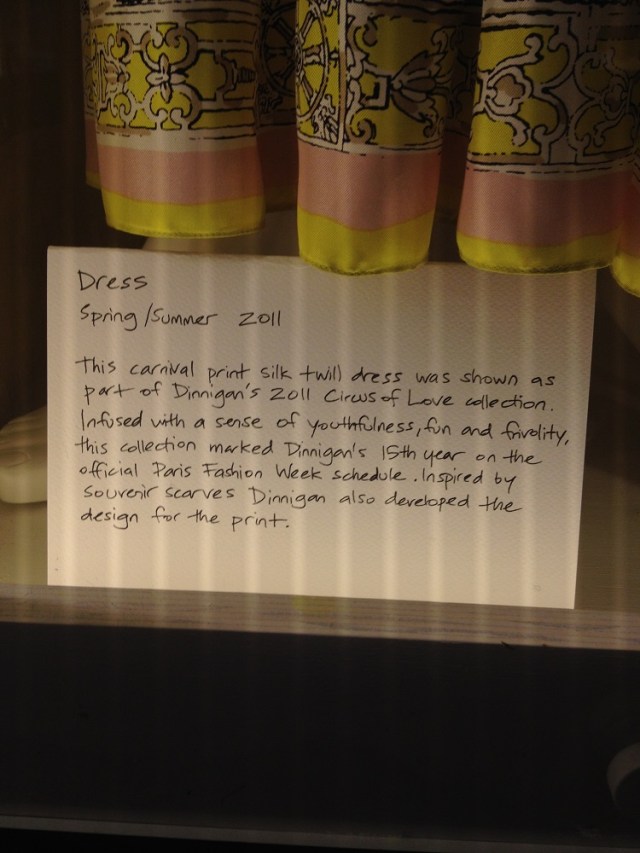 Dress
Spring/Summer 2011
This carnival print silk twill dress was shown as
part of Dinnigan's 2011 Circus of Love collection.
Infused with a sense of youthfulness, fun and frivolity,
this collection marked Dinnigan's 15th year on the
official Paris Fashion Week schedule. Inspired by
souvenir scarves Dinnigan also developed the
design for the print.